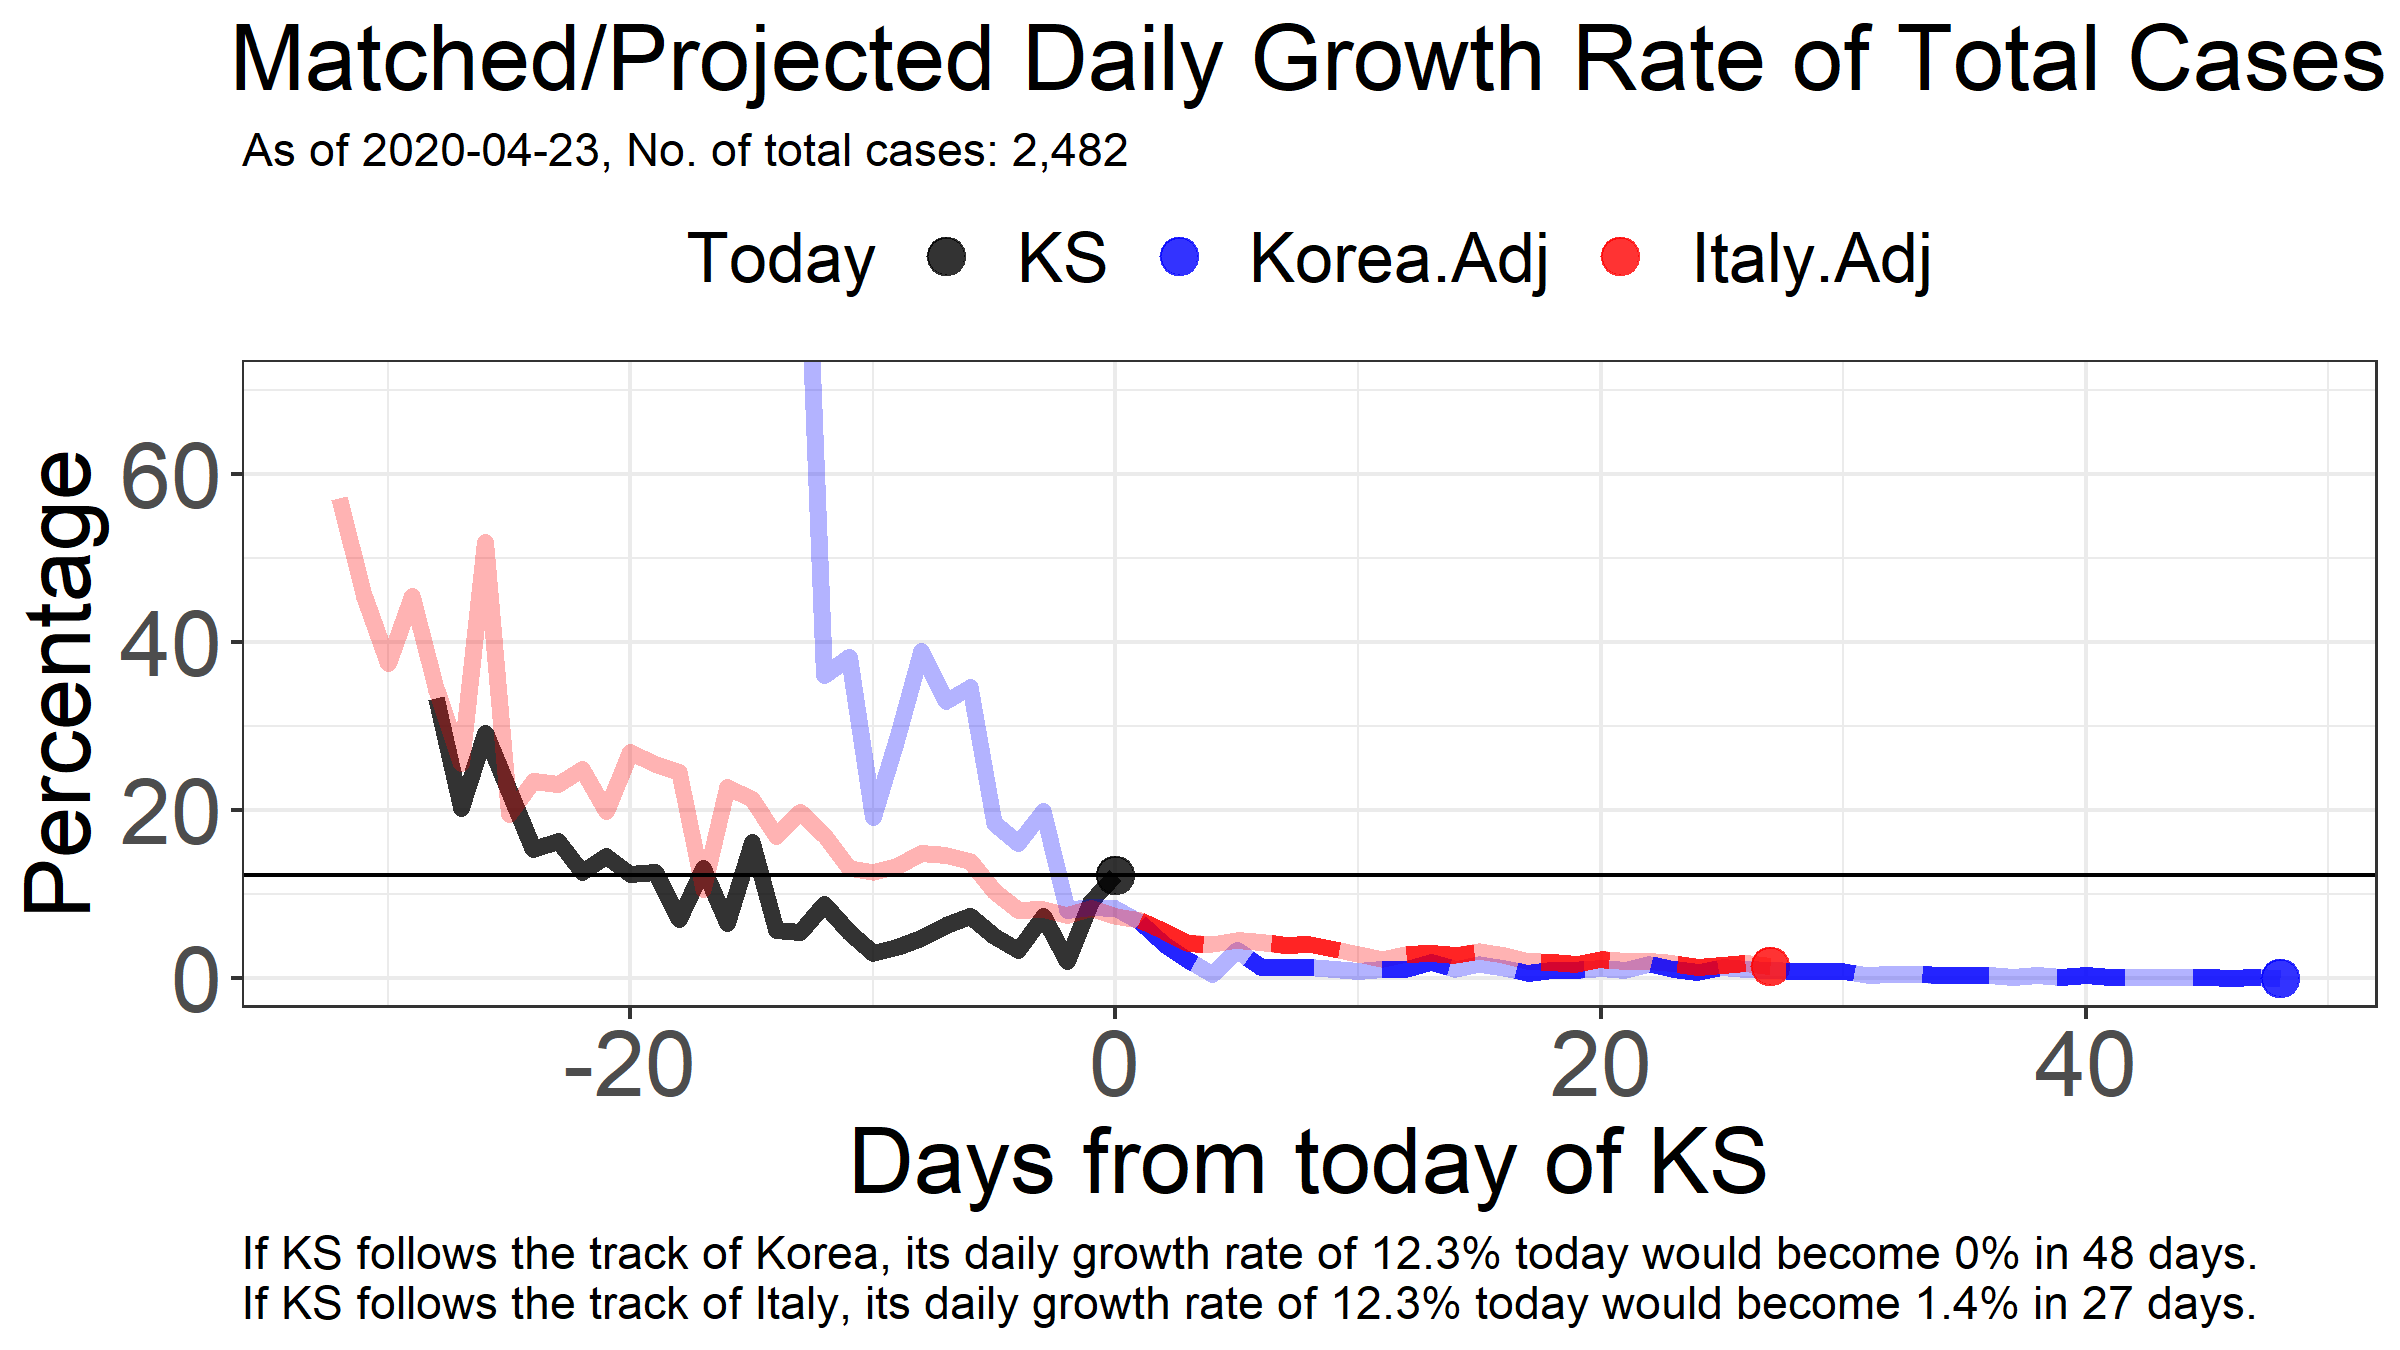 Matched/Projected Daily Growth Rate of Total Cases
As of 2020-04-23, No. of total cases: 2,482
Today KS Korea.Adj Italy.Adj
Percentage
60
40
20
0
-20 0 20 40
Days from today of KS
If KS follows the track of Korea, its daily growth rate of 12.3% today would become 0% in 48 days.
If KS follows the track of Italy, its daily growth rate of 12.3% today would become 1.4% in 27 days.